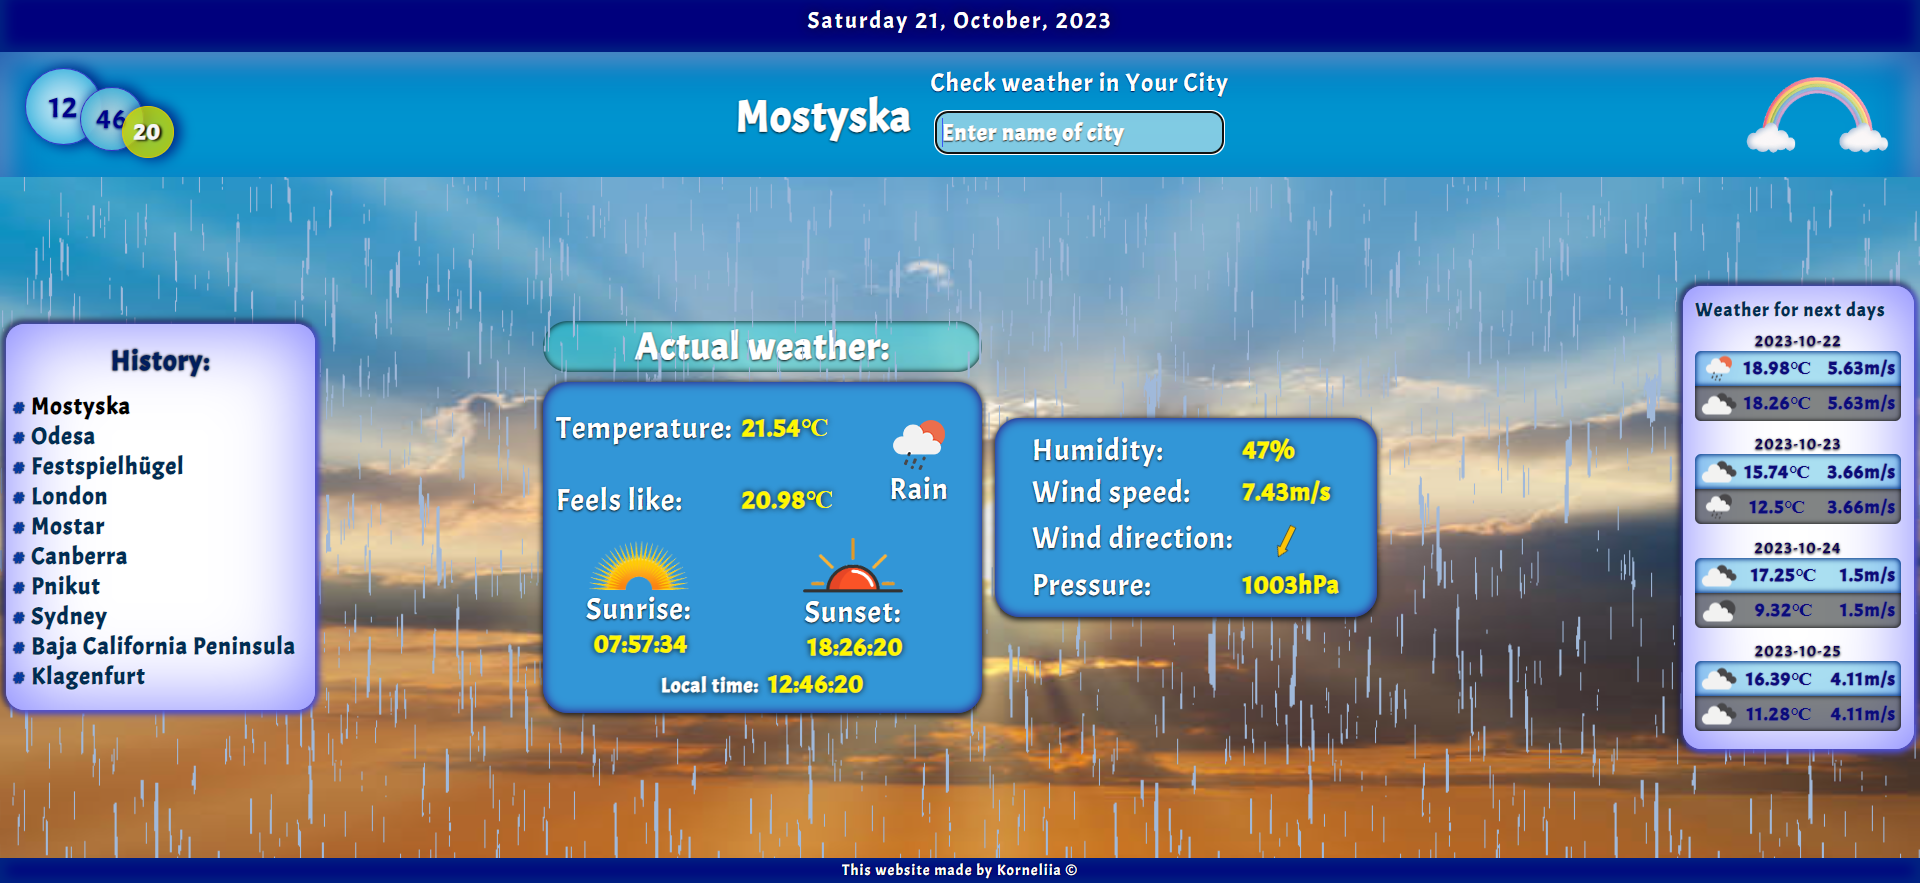 Saturday 21, October, 2023
12
46
20
Mostyska
Check weather in Your City
Enter name of city
History:
Mostyska
Odesa
Festspielhügel
London
Mostar
Canberra
Pnikut
Sydney
Baja California Peninsula
Klagenfurt
Actual weather:
Temperature: 21.54°C
Feels like: 20.98°C
Rain
Sunrise:
07:57:34
Sunset:
18:26:20
Local time: 12:46:20
Humidity: 47%
Wind speed: 7.43m/s
Wind direction:
Pressure: 1003hPa
Weather for next days
2023-10-22
18.98°C 5.63m/s
18.26°C 5.63m/s
2023-10-23
15.74°C 3.66m/s
12.5°C 3.66m/s
2023-10-24
17.25°C 1.5m/s
9.32°C 1.5m/s
2023-10-25
16.39°C 4.11m/s
11.28°C 4.11m/s
This website made by Korneliia ©